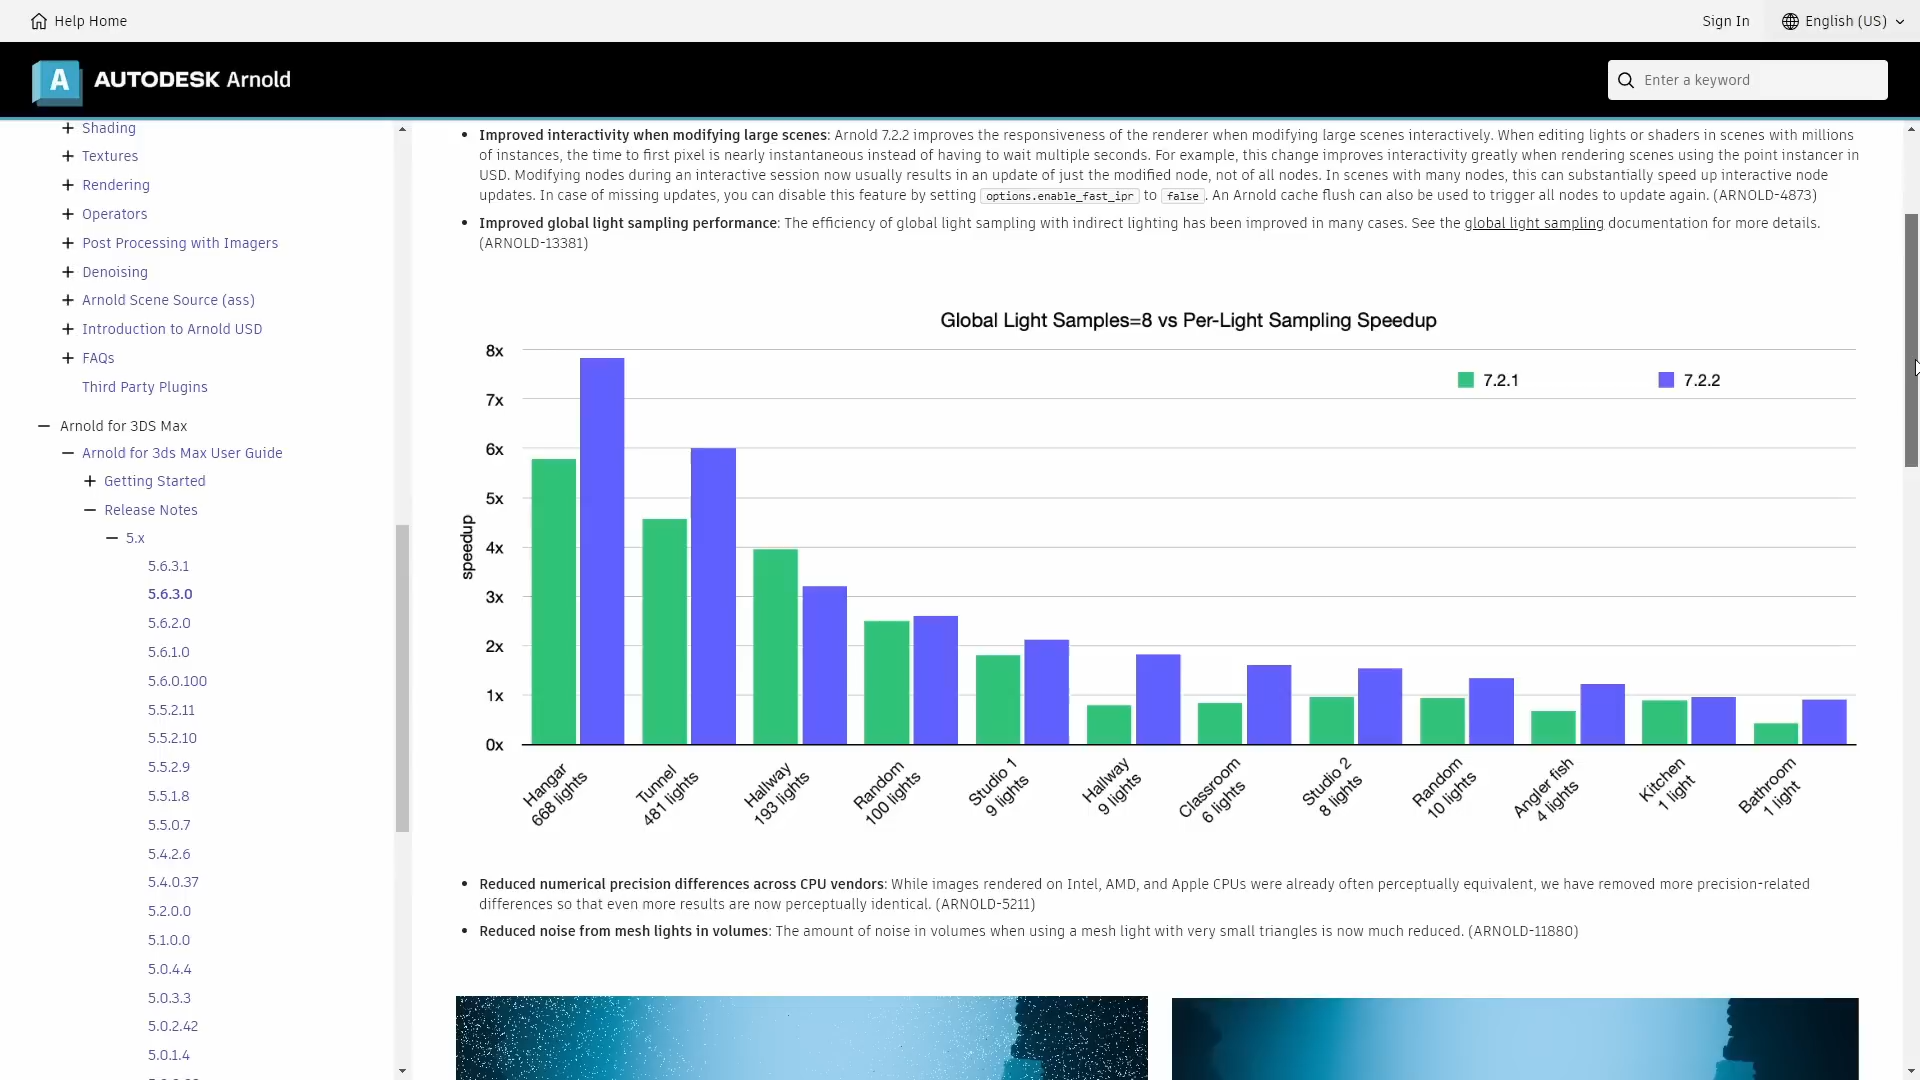 Help Home
Sign In
English (US)
A AUTODESK Arnold
Enter a keyword
Shading
Textures
Rendering
Operators
Post Processing with Imagers
Denoising
Arnold Scene Source (ass)
Introduction to Arnold USD
FAQs
Third Party Plugins
Arnold for 3DS Max
Arnold for 3ds Max User Guide
Getting Started
Release Notes
5.x
5.6.3.1
5.6.3.0
5.6.2.0
5.6.1.0
5.6.0.100
5.5.2.11
5.5.2.10
5.5.2.9
5.5.1.8
5.5.0.7
5.4.2.6
5.4.0.37
5.2.0.0
5.1.0.0
5.0.4.4
5.0.3.3
5.0.2.42
5.0.1.4
• Improved interactivity when modifying large scenes: Arnold 7.2.2 improves the responsiveness of the renderer when modifying large scenes interactively. When editing lights or shaders in scenes with millions
of instances, the time to first pixel is nearly instantaneous instead of having to wait multiple seconds. For example, this change improves interactivity greatly when rendering scenes using the point instancer in
USD. Modifying nodes during an interactive session now usually results in an update of just the modified node, not of all nodes. In scenes with many nodes, this can substantially speed up interactive node
updates. In case of missing updates, you can disable this feature by setting options.enable_fast_ipr to false. An Arnold cache flush can also be used to trigger all nodes to update again. (ARNOLD-4873)
• Improved global light sampling performance: The efficiency of global light sampling with indirect lighting has been improved in many cases. See the global light sampling documentation for more details.
(ARNOLD-13381)
Global Light Samples=8 vs Per-Light Sampling Speedup
7.2.1
7.2.2
speedup
8x
7x
6x
5x
4x
3x
2x
1x
0x
Hangar
668 lights
Tunnel
481 lights
Hallway
193 lights
Random
100 lights
Studio 1
9 lights
Hallway
9 lights
Classroom
6 lights
Studio 2
8 lights
Random
10 lights
Angler fish
4 lights
Kitchen
1 light
Bathroom
1 light
• Reduced numerical precision differences across CPU vendors: While images rendered on Intel, AMD, and Apple CPUs were already often perceptually equivalent, we have removed more precision-related
differences so that even more results are now perceptually identical. (ARNOLD-5211)
• Reduced noise from mesh lights in volumes: The amount of noise in volumes when using a mesh light with very small triangles is now much reduced. (ARNOLD-11880)